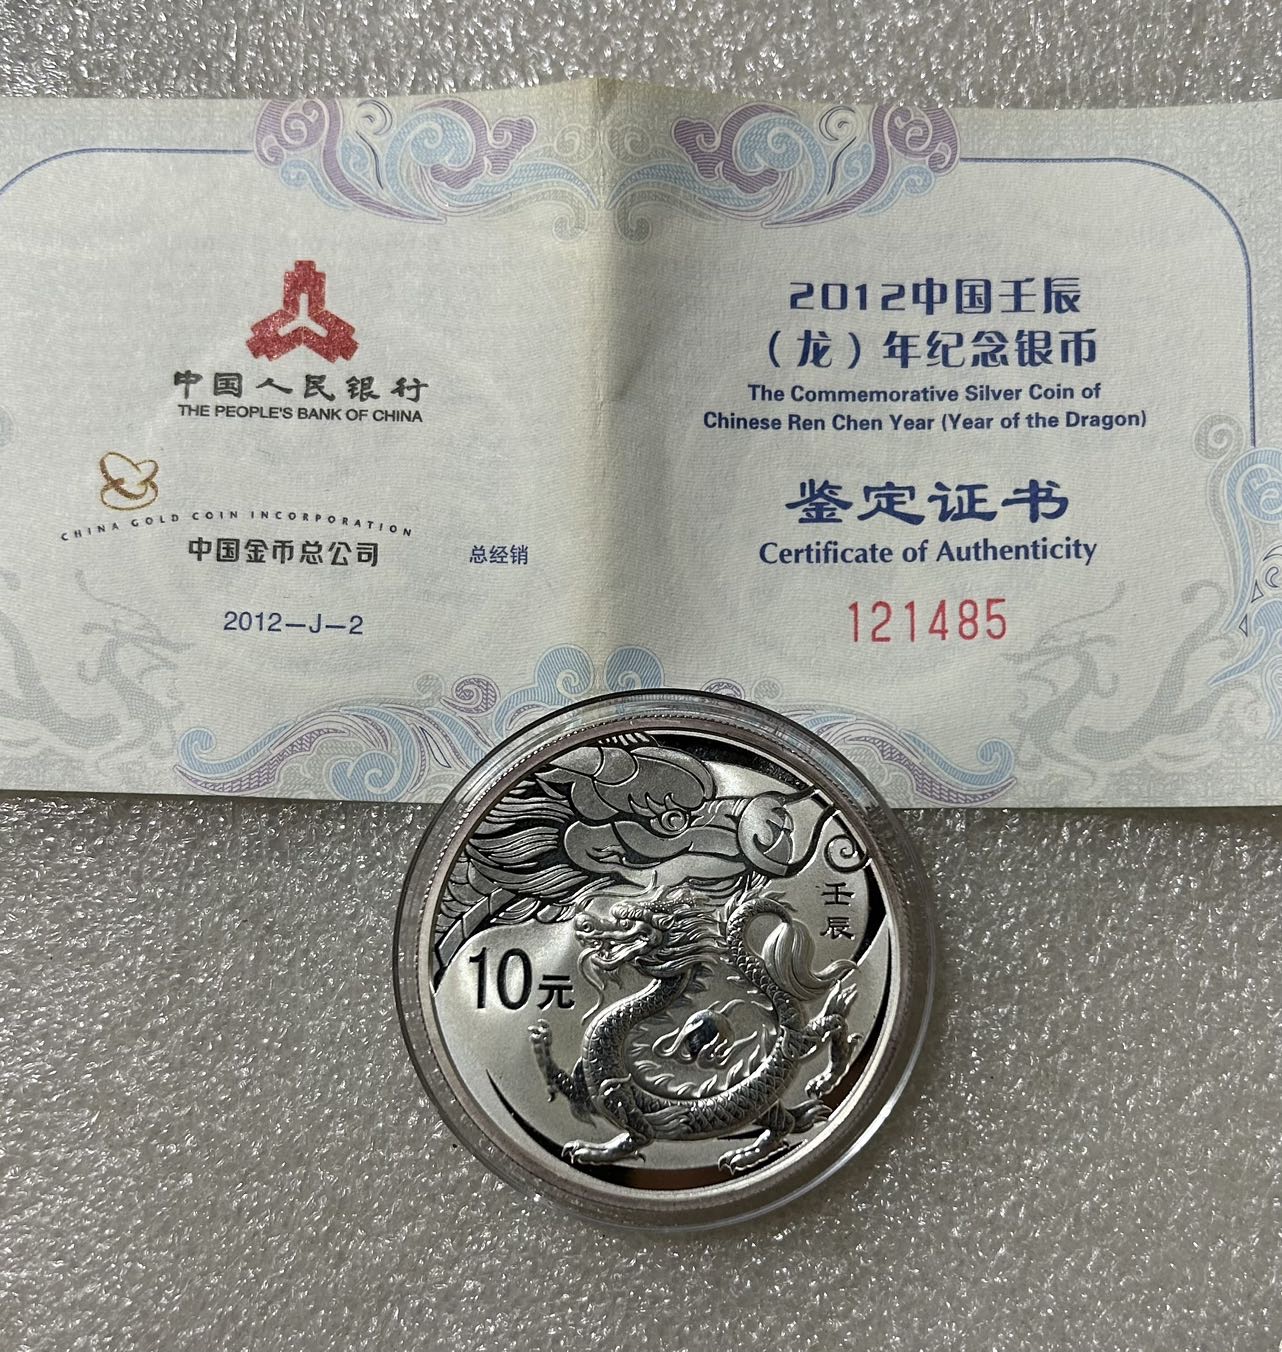 中国人民银行
THE PEOPLE'S BANK OF CHINA
CHINA GOLD COIN INCORPORATION
中国金币总公司 总经销
2012—J—2
2012中国壬辰
（龙）年纪念银币
The Commemorative Silver Coin of
Chinese Ren Chen Year (Year of the Dragon)
鉴定证书
Certificate of Authenticity
121485
壬
辰
10元